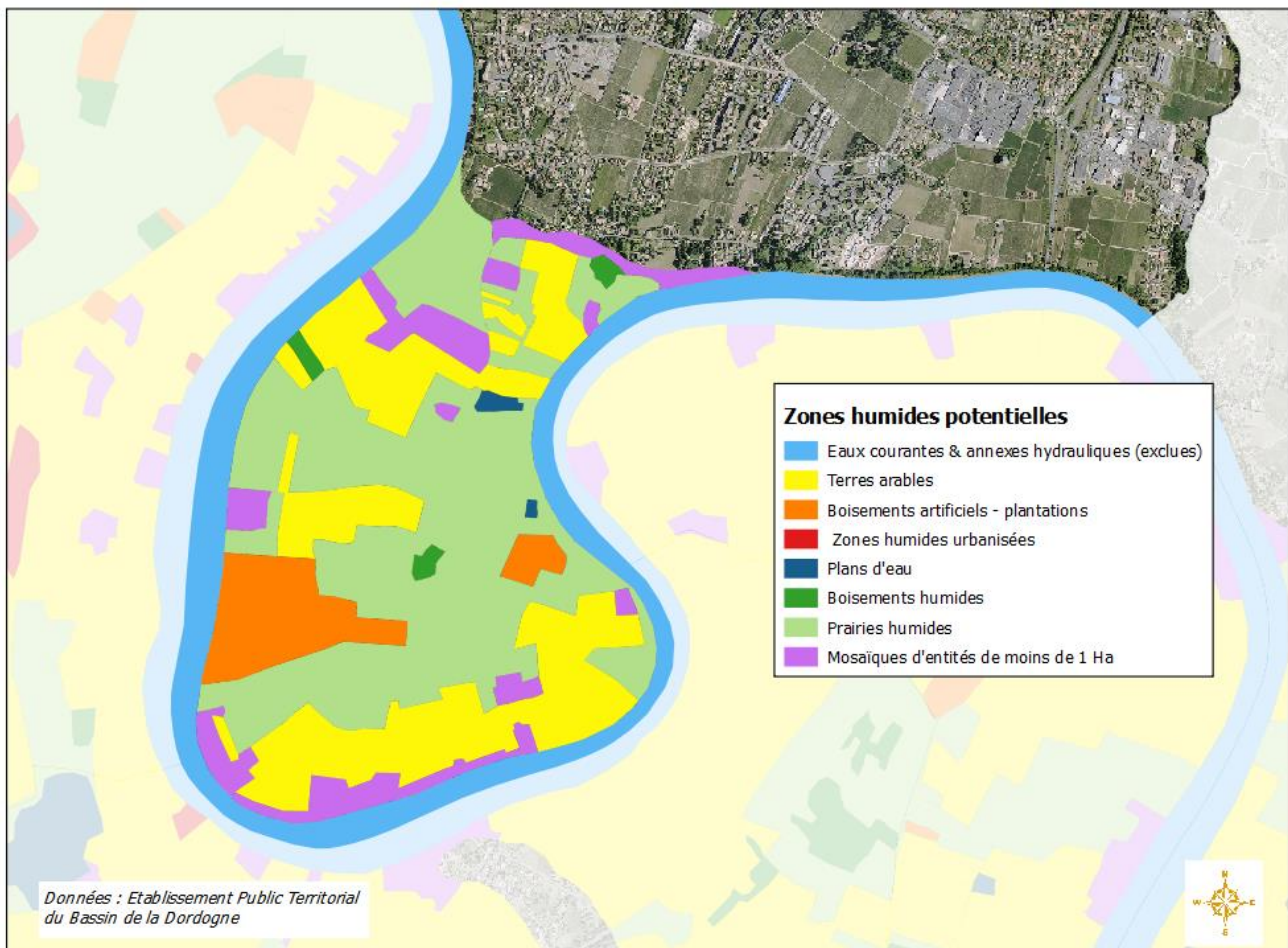 Zones humides potentielles
Eaux courantes & annexes hydrauliques (exclues)
Terres arables
Boisements artificiels - plantations
Zones humides urbanisées
Plans d'eau
Boisements humides
Prairies humides
Mosaïques d'entités de moins de 1 Ha
Données : Etablissement Public Territorial
du Bassin de la Dordogne
N
W E
S